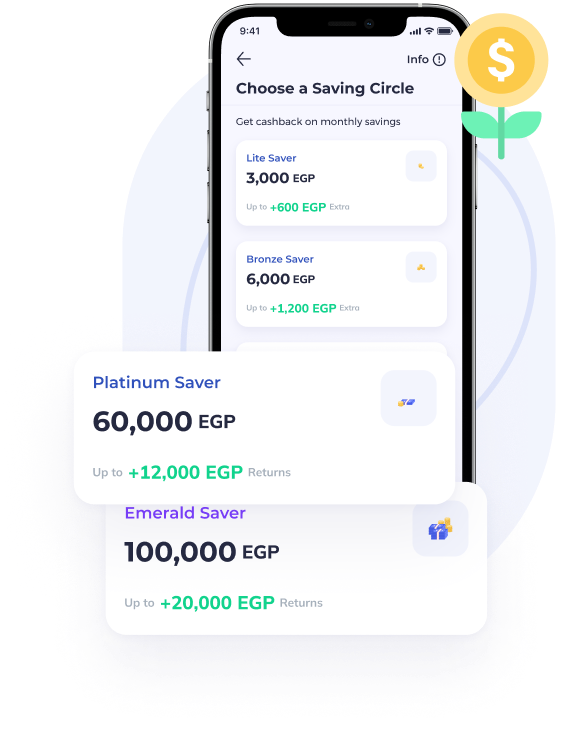 9:41
Info
Choose a Saving Circle
Get cashback on monthly savings
Lite Saver
3,000 EGP
Up to +600 EGP Extra
Bronze Saver
6,000 EGP
Up to +1,200 EGP Extra
Platinum Saver
60,000 EGP
Up to +12,000 EGP Returns
Emerald Saver
100,000 EGP
Up to +20,000 EGP Returns
$